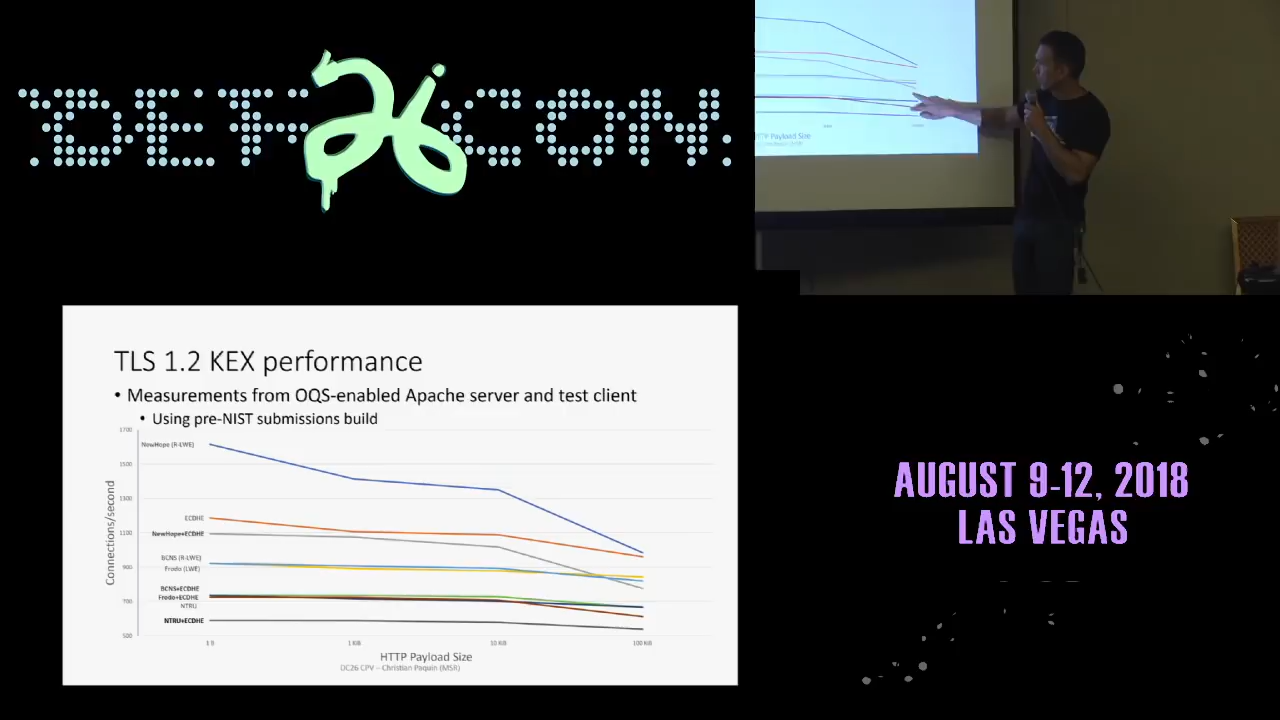 DEF CON
26
HTTP Payload Size
TLS 1.2 KEX performance
• Measurements from OQS-enabled Apache server and test client
• Using pre-NIST submissions build
Connections/second
1700
1500
1300
1100
900
700
500
NewHope (R-LWE)
ECDHE
NewHope+ECDHE
BCNS (R-LWE)
Frodo (LWE)
BCNS+ECDHE
Frodo+ECDHE
NTRU
NTRU+ECDHE
1 B
1 KiB
10 KiB
100 KiB
HTTP Payload Size
DC26 CPV – Christian Paquin (MSR)
AUGUST 9-12, 2018
LAS VEGAS